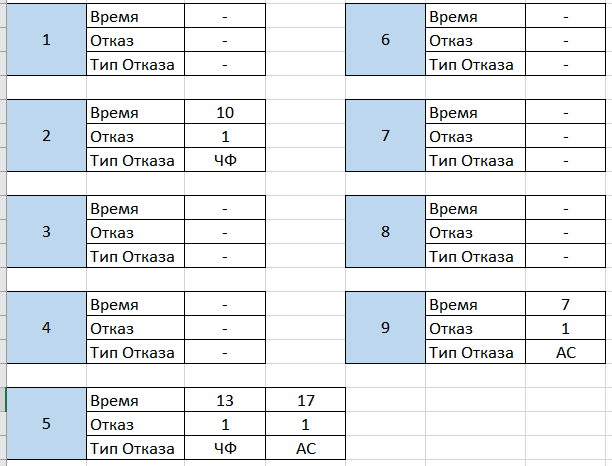 1 Время - 6 Время -
Отказ - Отказ -
Тип Отказа - Тип Отказа -
2 Время 10 7 Время -
Отказ 1 Отказ -
Тип Отказа ЧФ Тип Отказа -
3 Время - 8 Время -
Отказ - Отказ -
Тип Отказа - Тип Отказа -
4 Время - 9 Время 7
Отказ - Отказ 1
Тип Отказа - Тип Отказа АС
5 Время 13 17
Отказ 1 1
Тип Отказа ЧФ АС